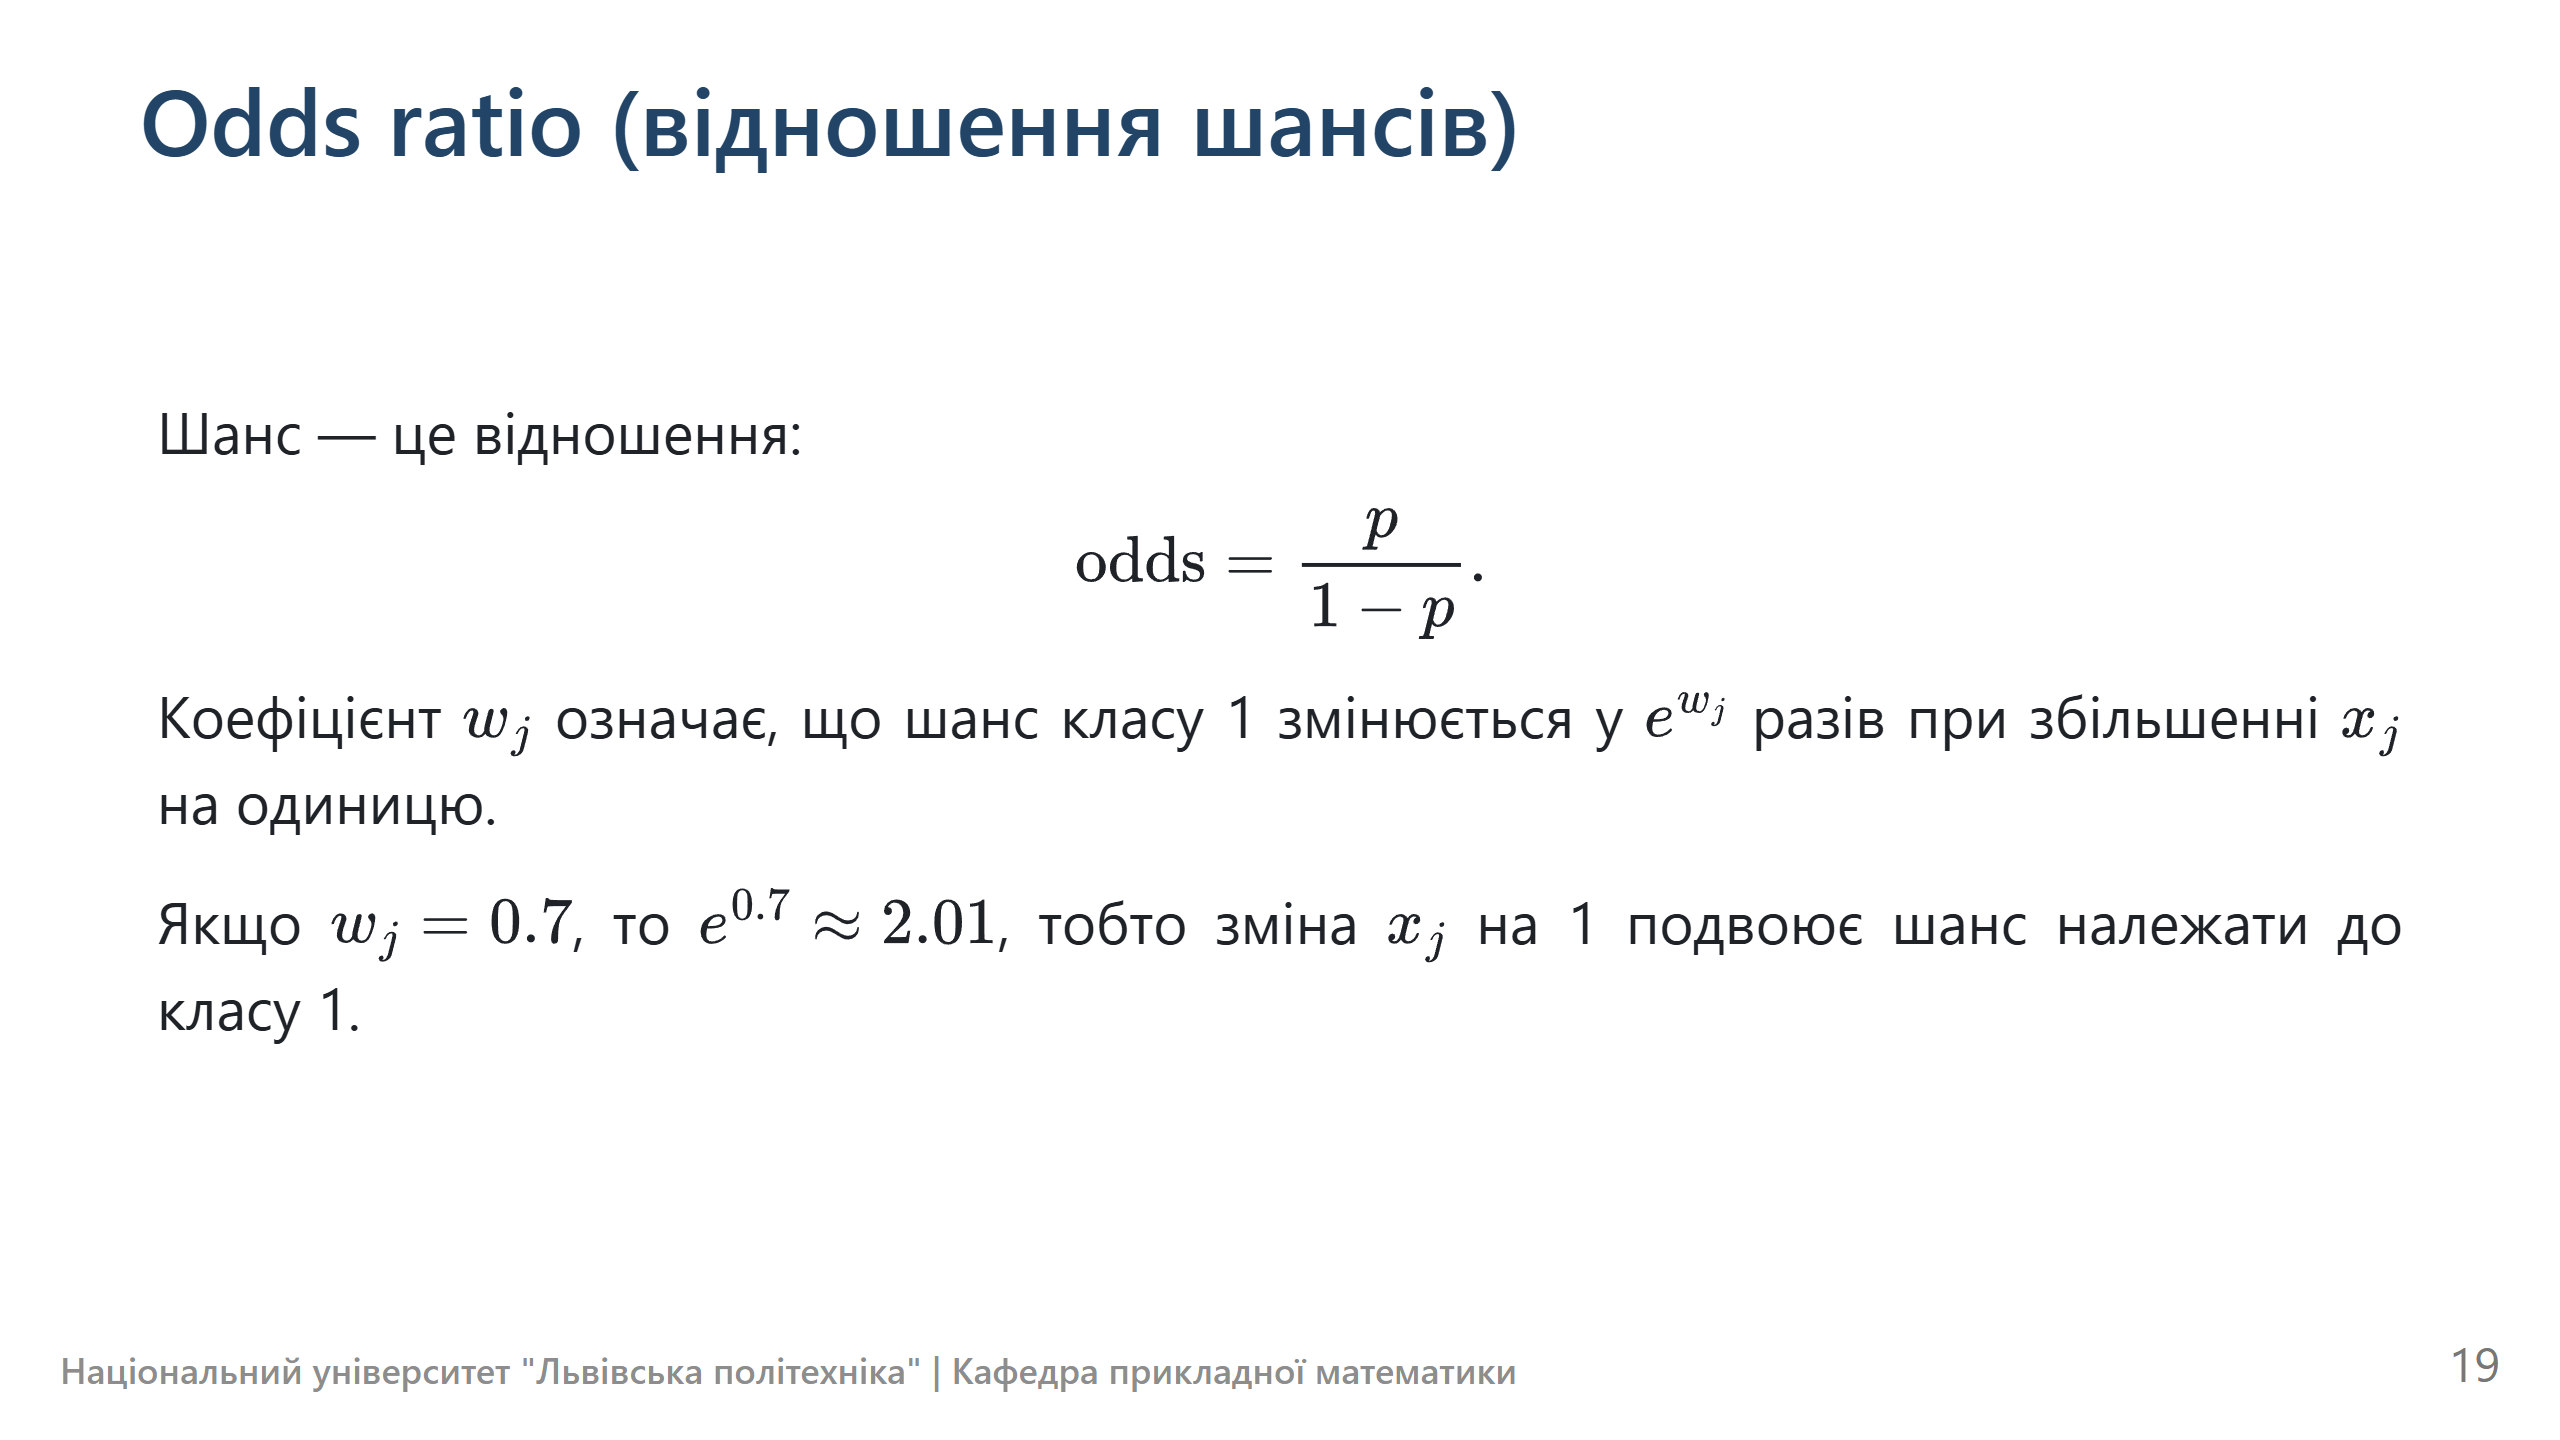 Odds ratio (відношення шансів)
Шанс — це відношення:
odds = p / (1 − p).
Коефіцієнт w_j означає, що шанс класу 1 змінюється у e^{w_j} разів при збільшенні x_j
на одиницю.
Якщо w_j = 0.7, то e^{0.7} ≈ 2.01, тобто зміна x_j на 1 подвоює шанс належати до
класу 1.
Національний університет "Львівська політехніка" | Кафедра прикладної математики
19